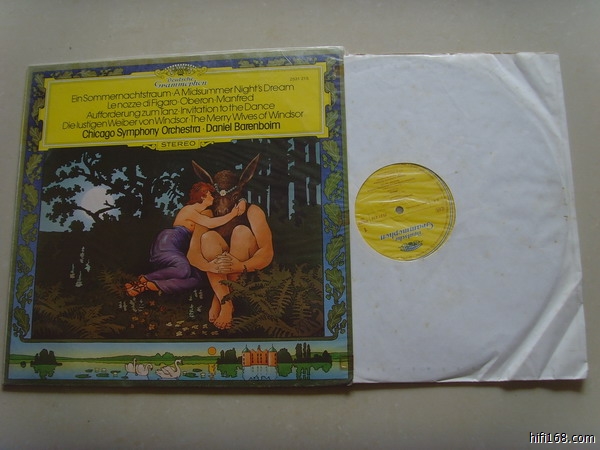 Deutsche
Grammophon
Ein Sommernachtstraum·A Midsummer Night's Dream
Le nozze di Figaro·Oberon·Manfred
Aufforderung zum Tanz·Invitation to the Dance
Die lustigen Weiber von Windsor·The Merry Wives of Windsor
Chicago Symphony Orchestra·Daniel Barenboim
STEREO
Deutsche
Grammophon
hifi168.com